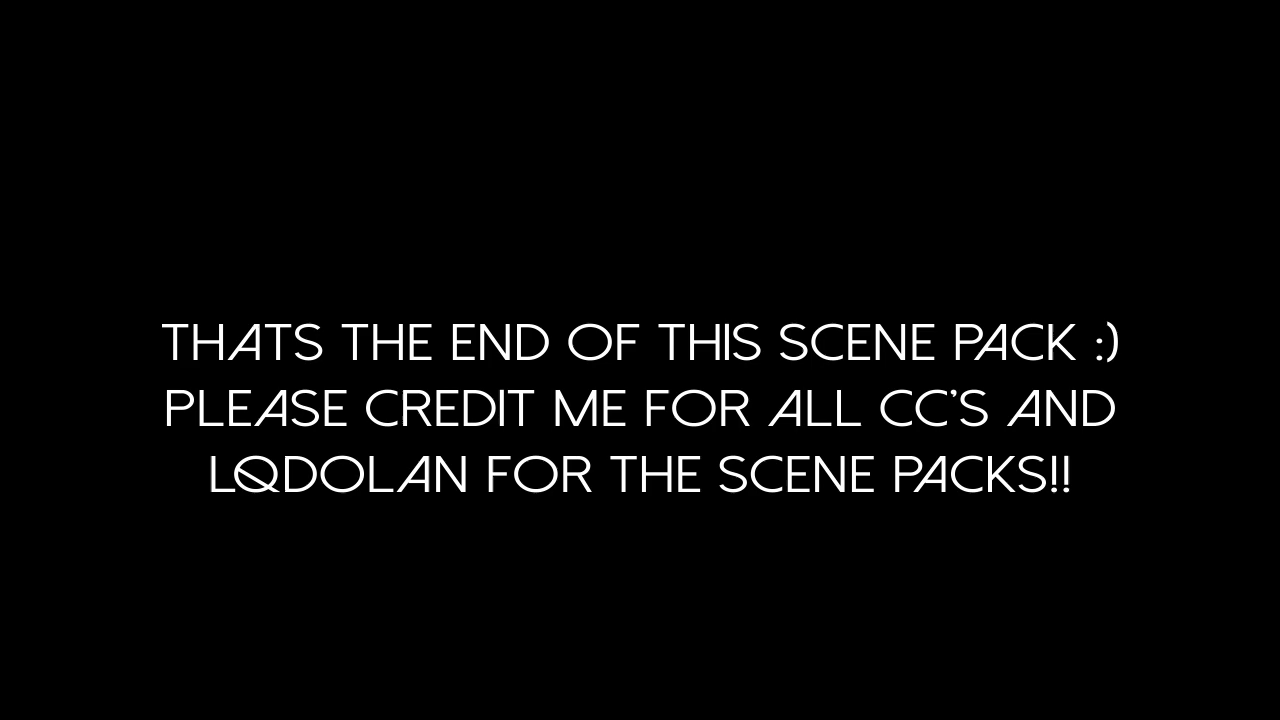 THATS THE END OF THIS SCENE PACK :)
PLEASE CREDIT ME FOR ALL CC'S AND
LQDOLAN FOR THE SCENE PACKS!!